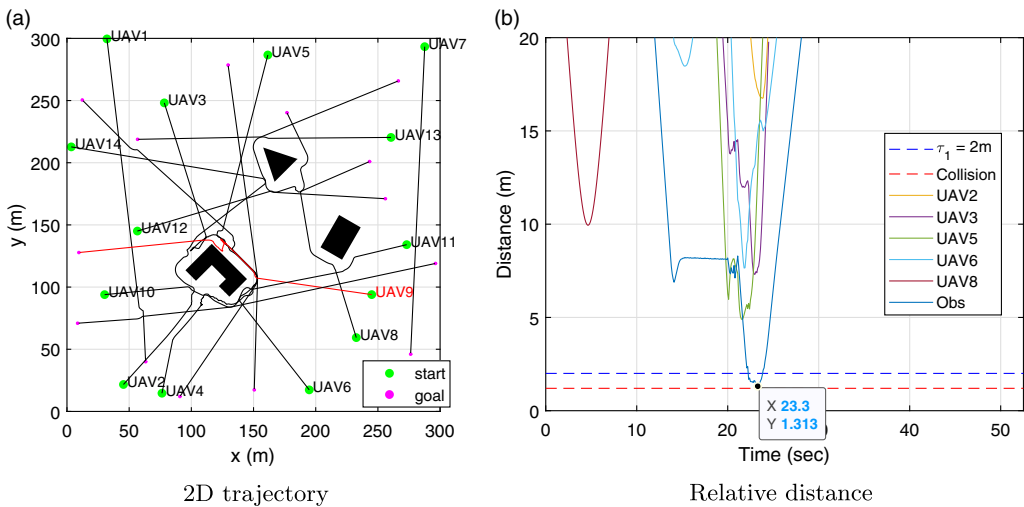 (a)
300
250
200
150
100
50
0
0
50
100
150
200
250
300
y (m)
x (m)
UAV1
UAV5
UAV7
UAV3
UAV13
UAV14
UAV12
UAV11
UAV10
UAV9
UAV8
UAV2
UAV4
UAV6
start
goal
2D trajectory
(b)
20
15
10
5
0
0
10
20
30
40
50
Distance (m)
Time (sec)
τ1 = 2m
Collision
UAV2
UAV3
UAV5
UAV6
UAV8
Obs
X 23.3
Y 1.313
Relative distance